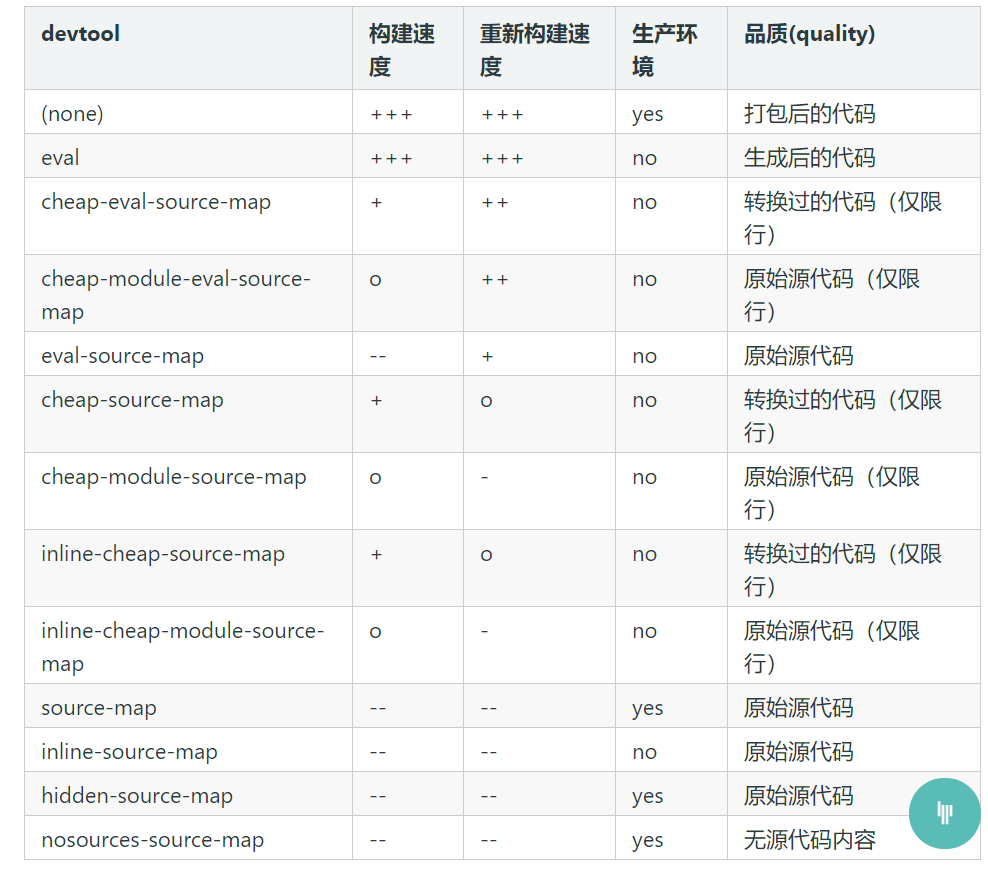 devtool 构建速度 重新构建速度 生产环境 品质(quality)
(none) +++ +++ yes 打包后的代码
eval +++ +++ no 生成后的代码
cheap-eval-source-map + ++ no 转换过的代码（仅限行）
cheap-module-eval-source-map o ++ no 原始源代码（仅限行）
eval-source-map -- + no 原始源代码
cheap-source-map + o no 转换过的代码（仅限行）
cheap-module-source-map o - no 原始源代码（仅限行）
inline-cheap-source-map + o no 转换过的代码（仅限行）
inline-cheap-module-source-map o - no 原始源代码（仅限行）
source-map -- -- yes 原始源代码
inline-source-map -- -- no 原始源代码
hidden-source-map -- -- yes 原始源代码
nosources-source-map -- -- yes 无源代码内容